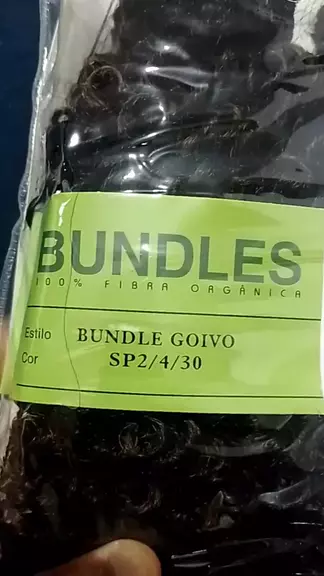 BUNDLES
100% FIBRA ORGÂNICA
Estilo BUNDLE GOIVO
Cor SP2/4/30